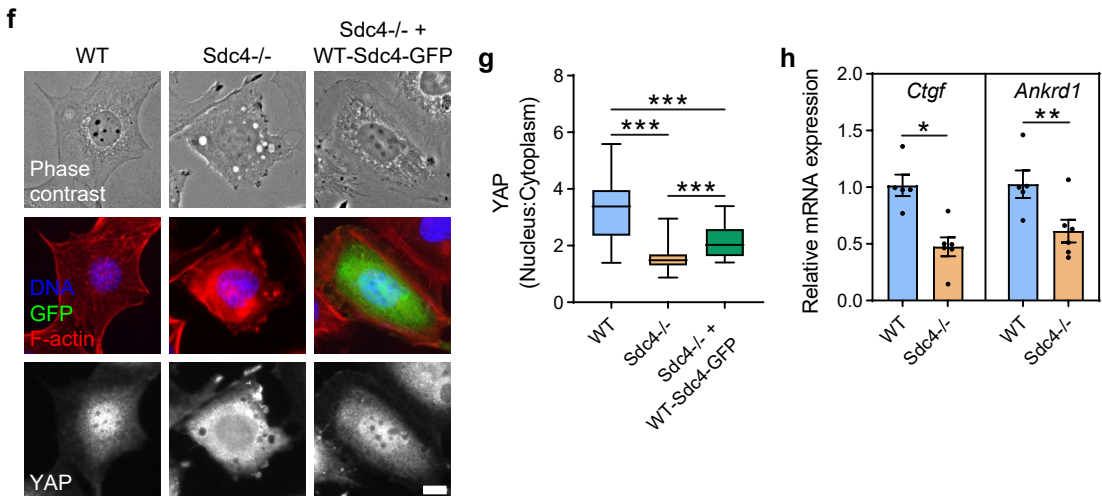 f
WT
Sdc4-/-
Sdc4-/- +
WT-Sdc4-GFP
Phase
contrast
DNA
GFP
F-actin
YAP
g
YAP
(Nucleus:Cytoplasm)
8
6
4
2
0
***
***
***
WT
Sdc4-/-
Sdc4-/- +
WT-Sdc4-GFP
h
Relative mRNA expression
2.0
1.5
1.0
0.5
0.0
Ctgf
Ankrd1
*
**
WT
Sdc4-/-
WT
Sdc4-/-